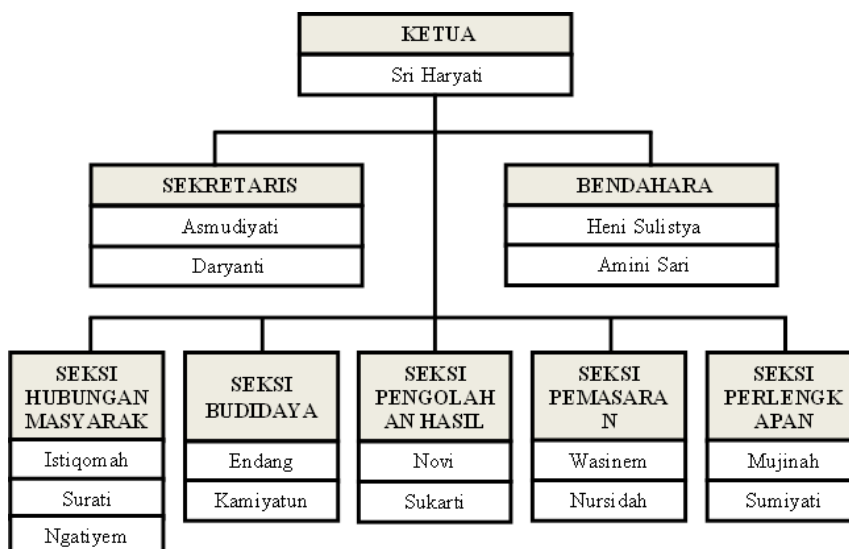 KETUA
Sri Haryati
SEKRETARIS
Asmudiyati
Daryanti
BENDAHARA
Heni Sulistya
Amini Sari
SEKSI
HUBUNGAN
MASYARAK
Istiqomah
Surati
Ngatiyem
SEKSI
BUDIDAYA
Endang
Kamiyatun
SEKSI
PENGOLAH
AN HASIL
Novi
Sukarti
SEKSI
PEMASARA
N
Wasinem
Nursidah
SEKSI
PERLENGK
APAN
Mujinah
Sumiyati